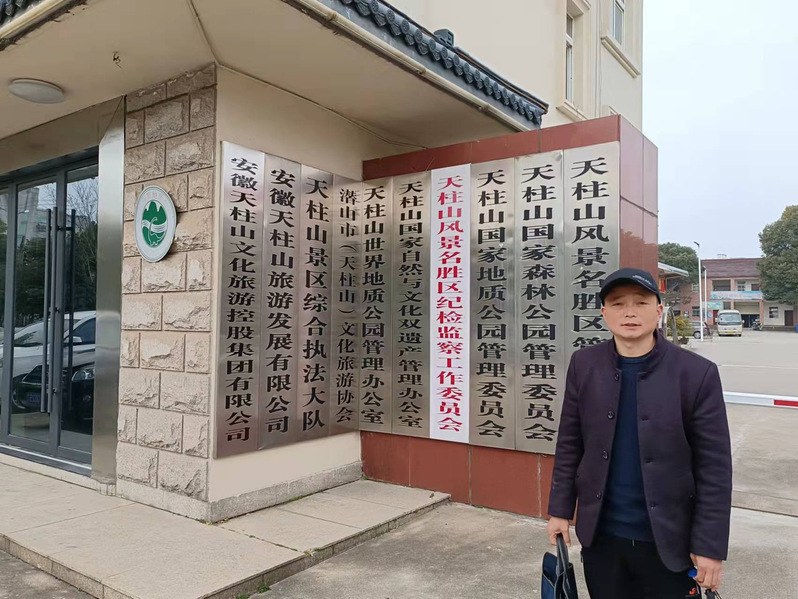 安徽天柱山文化旅游控股集团有限公司
安徽天柱山旅游发展有限公司
天柱山景区综合执法大队
潜山市（天柱山）文化旅游协会
天柱山世界地质公园管理办公室
天柱山国家自然与文化双遗产管理办公室
天柱山风景名胜区纪检监察工作委员会
天柱山国家地质公园管理委员会
天柱山国家森林公园管理委员会
天柱山风景名胜区管